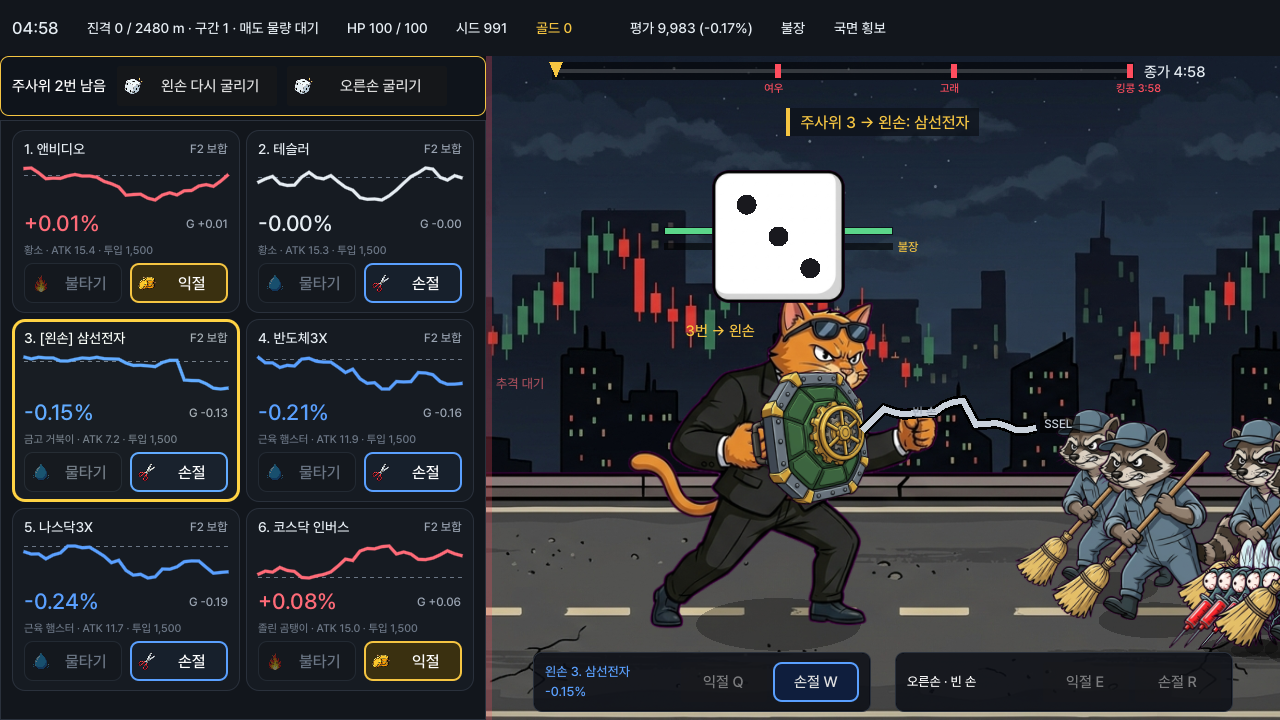 04:58 진격 0 / 2480 m · 구간 1 · 매도 물량 대기 HP 100 / 100 시드 991 골드 0 평가 9,983 (-0.17%) 불장 국면 횡보
주사위 2번 남음 왼손 다시 굴리기 오른손 굴리기
1. 앤비디오 F2 보합
+0.01% G +0.01
황소 · ATK 15.4 · 투입 1,500
불타기 익절
2. 테슬러 F2 보합
-0.00% G -0.00
황소 · ATK 15.3 · 투입 1,500
물타기 손절
3. [왼손] 삼선전자 F2 보합
-0.15% G -0.13
금고 거북이 · ATK 7.2 · 투입 1,500
물타기 손절
4. 반도체3X F2 보합
-0.21% G -0.16
근육 햄스터 · ATK 11.9 · 투입 1,500
물타기 손절
5. 나스닥3X F2 보합
-0.24% G -0.19
근육 햄스터 · ATK 11.7 · 투입 1,500
물타기 손절
6. 코스닥 인버스 F2 보합
+0.08% G +0.06
졸린 곰탱이 · ATK 15.0 · 투입 1,500
불타기 익절
종가 4:58
여우 고래 킹콩 3:58
주사위 3 → 왼손: 삼선전자
불장
3번 → 왼손
추격 대기
SSEL
왼손 3. 삼선전자
-0.15%
익절 Q 손절 W
오른손 · 빈 손 익절 E 손절 R